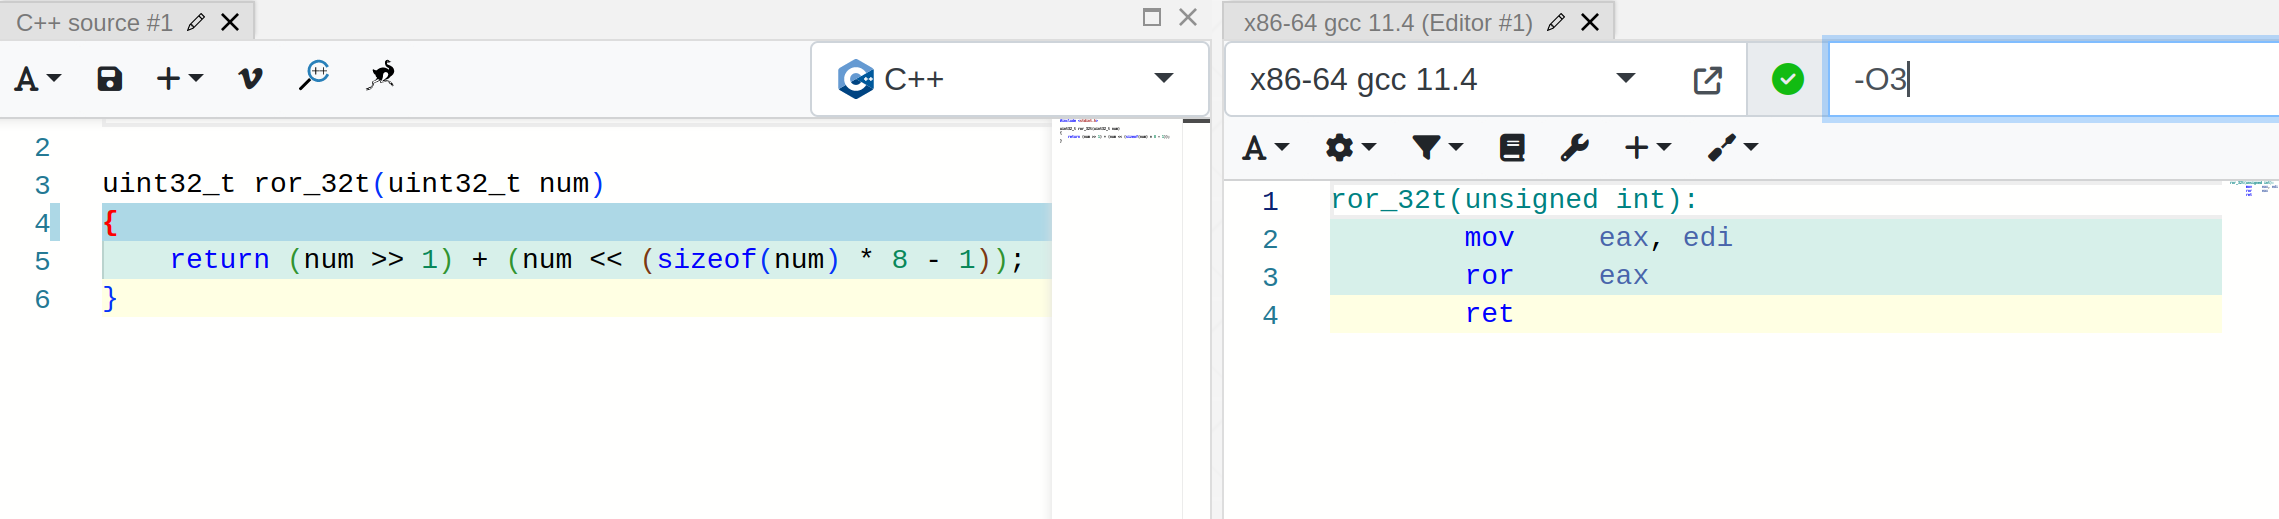 C++ source #1
C++
2
3 uint32_t ror_32t(uint32_t num)
4 {
5 return (num >> 1) + (num << (sizeof(num) * 8 - 1));
6 }
x86-64 gcc 11.4 (Editor #1)
x86-64 gcc 11.4
-O3
1 ror_32t(unsigned int):
2 mov eax, edi
3 ror eax
4 ret